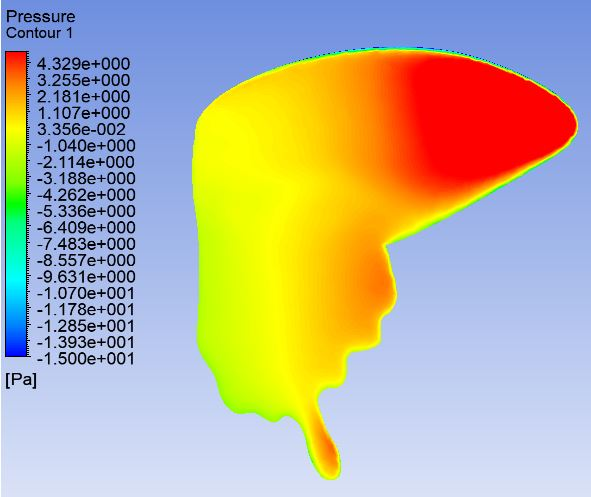 Pressure
Contour 1
4.329e+000
3.255e+000
2.181e+000
1.107e+000
3.356e-002
-1.040e+000
-2.114e+000
-3.188e+000
-4.262e+000
-5.336e+000
-6.409e+000
-7.483e+000
-8.557e+000
-9.631e+000
-1.070e+001
-1.178e+001
-1.285e+001
-1.393e+001
-1.500e+001
[Pa]